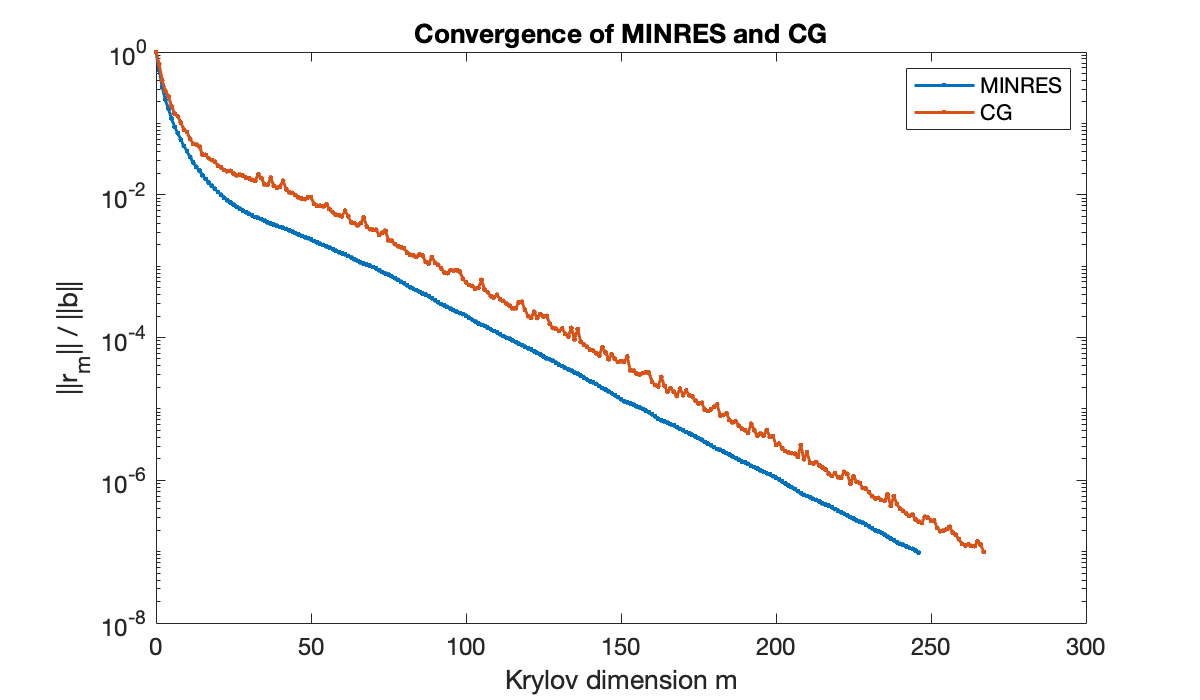 Convergence of MINRES and CG
MINRES
CG
10^0
10^-2
10^-4
10^-6
10^-8
||r_m|| / ||b||
0 50 100 150 200 250 300
Krylov dimension m